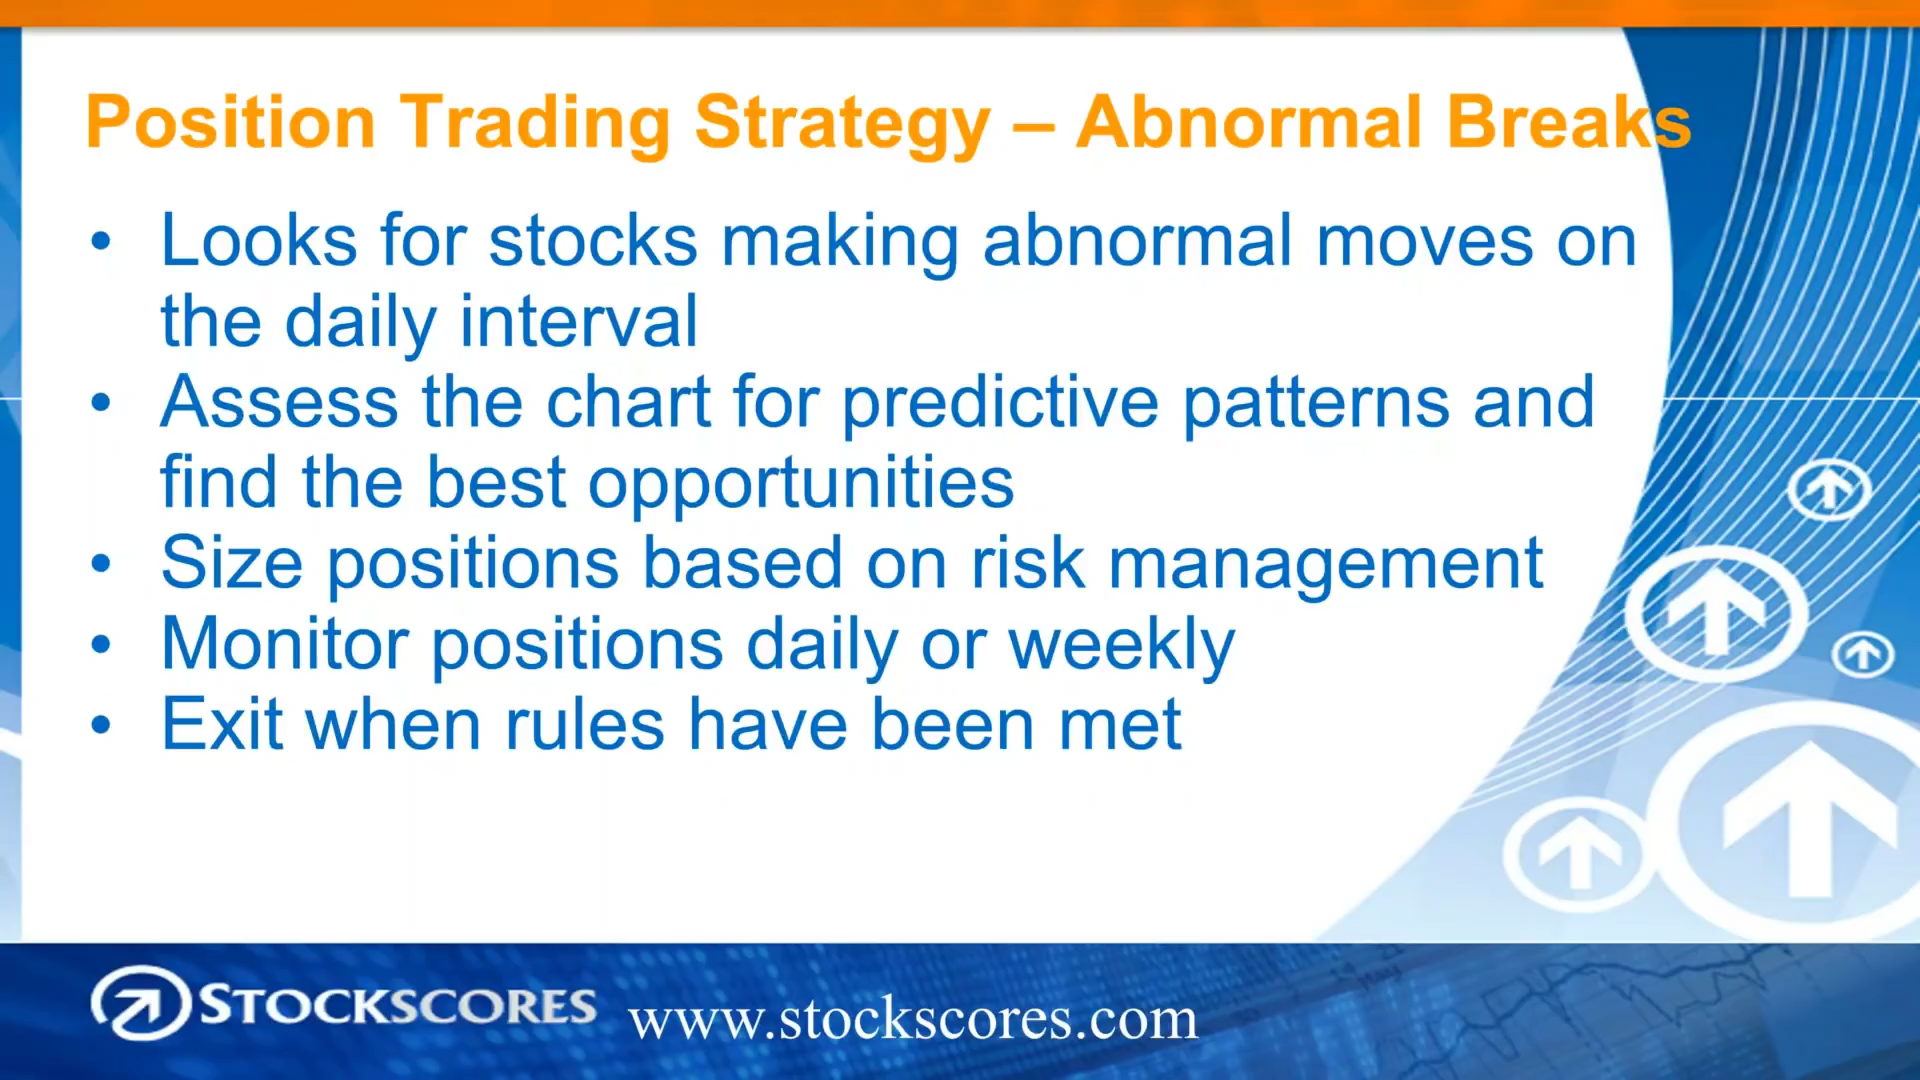 Position Trading Strategy – Abnormal Breaks
• Looks for stocks making abnormal moves on
the daily interval
• Assess the chart for predictive patterns and
find the best opportunities
• Size positions based on risk management
• Monitor positions daily or weekly
• Exit when rules have been met
STOCKSCORES www.stockscores.com